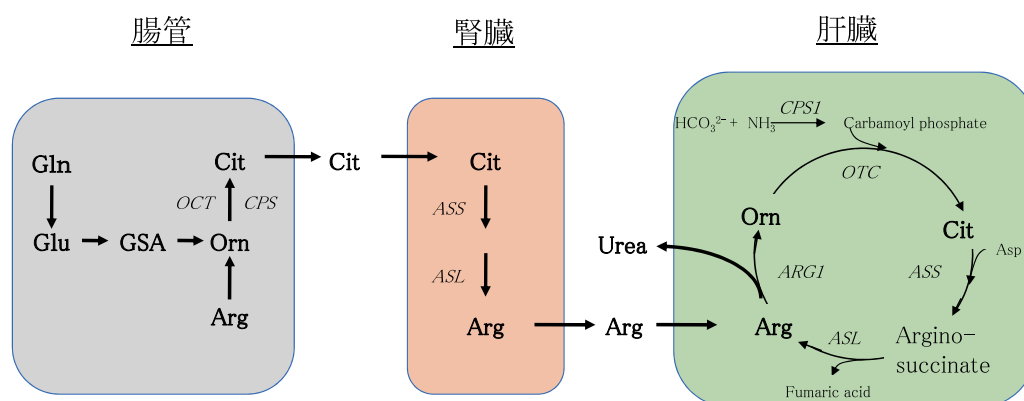 腸管
腎臓
肝臓
Gln
Glu
GSA
Cit
OCT
CPS
Orn
Arg
Cit
Cit
ASS
ASL
Arg
Arg
Urea
HCO₃²⁻ + NH₃
CPS1
Carbamoyl phosphate
OTC
Orn
Cit
Asp
ARG1
ASS
Arg
ASL
Argino-
succinate
Fumaric acid